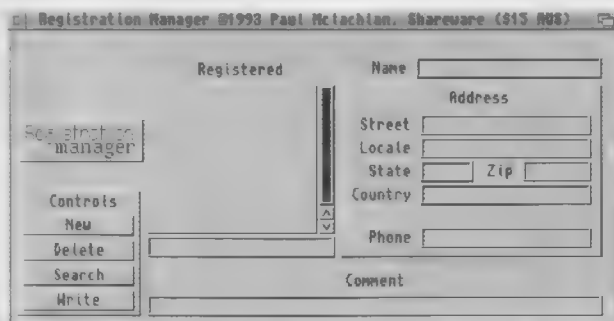 Registration Manager ©1993 Paul McLachlan. Shareware ($15 AUS)
Registered
Registration
manager
Controls
New
Delete
Search
Write
Name
Address
Street
Locale
State Zip
Country
Phone
Comment